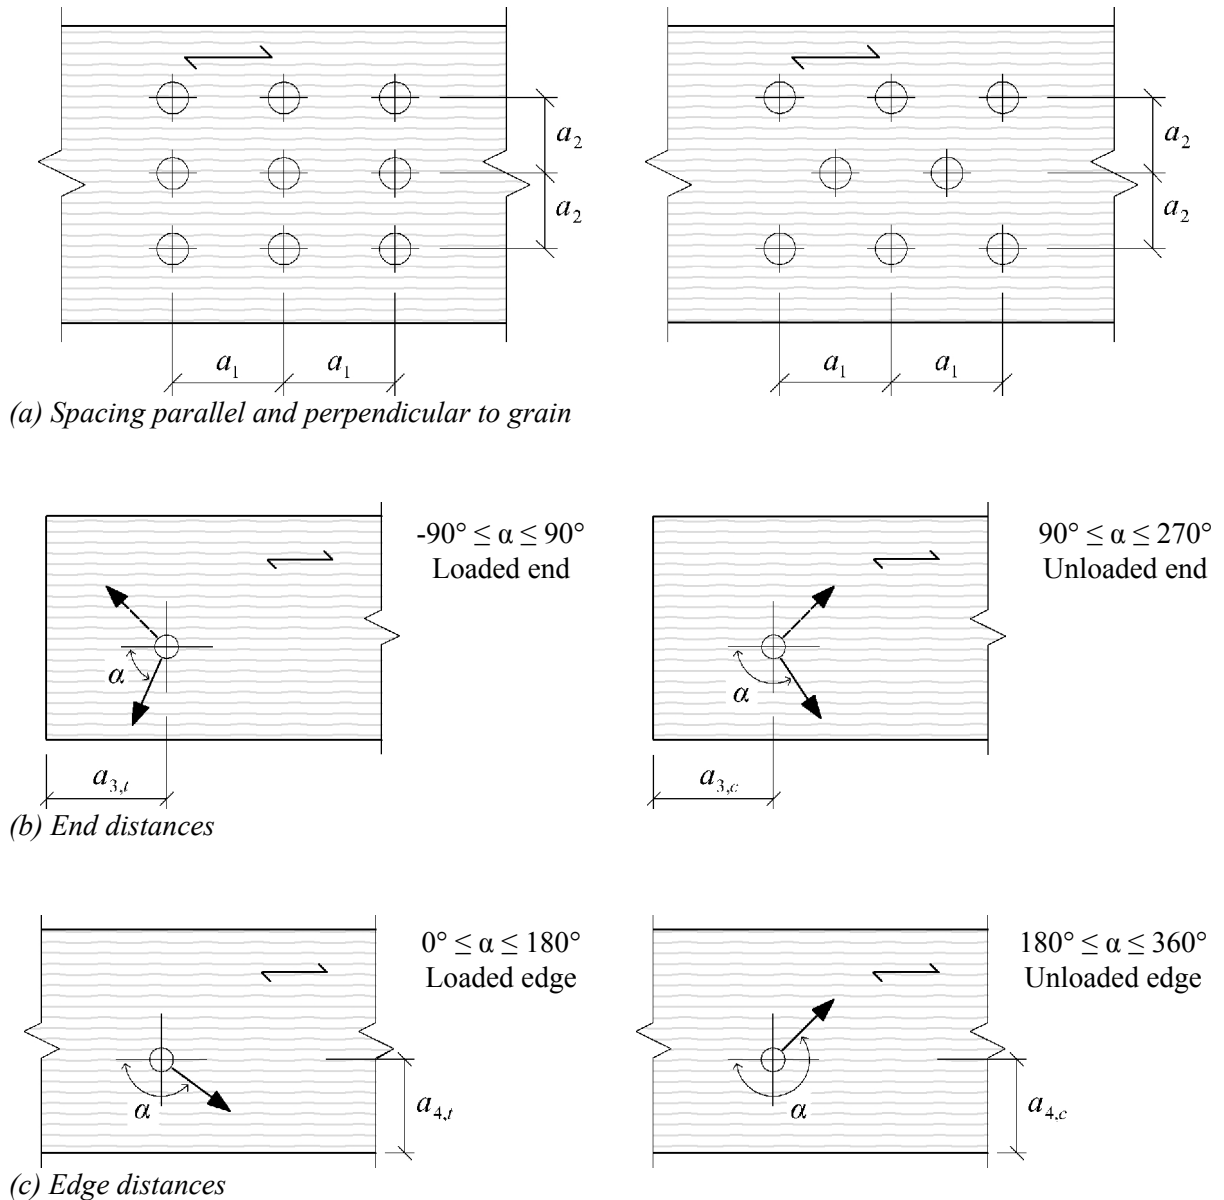 a2
a2
a1
a1
a2
a2
a1
a1
(a) Spacing parallel and perpendicular to grain
-90° ≤ α ≤ 90°
Loaded end
α
a3,t
90° ≤ α ≤ 270°
Unloaded end
α
a3,c
(b) End distances
0° ≤ α ≤ 180°
Loaded edge
α
a4,t
180° ≤ α ≤ 360°
Unloaded edge
α
a4,c
(c) Edge distances